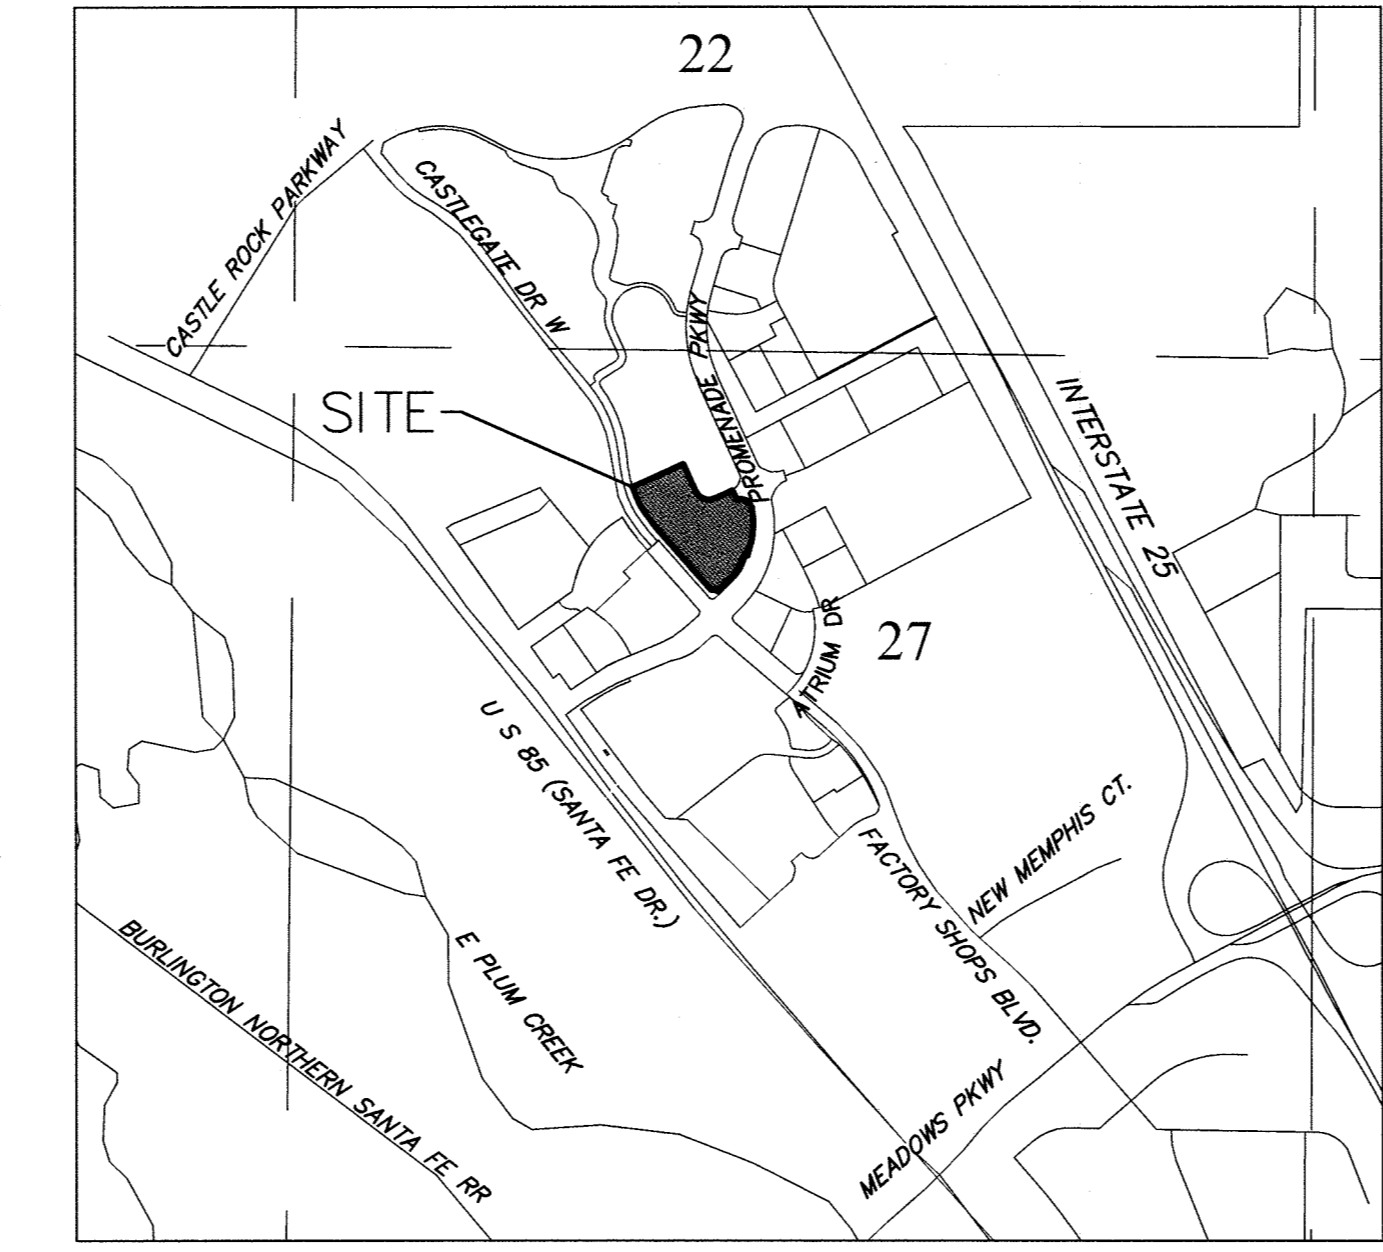 22
CASTLE ROCK PARKWAY
CASTLEGATE DR W
PROMENADE PKWY
SITE
INTERSTATE 25
ATRIUM DR
27
U S 85 (SANTA FE DR.)
NEW MEMPHIS CT.
FACTORY SHOPS BLVD.
BURLINGTON NORTHERN SANTA FE RR
E PLUM CREEK
MEADOWS PKWY